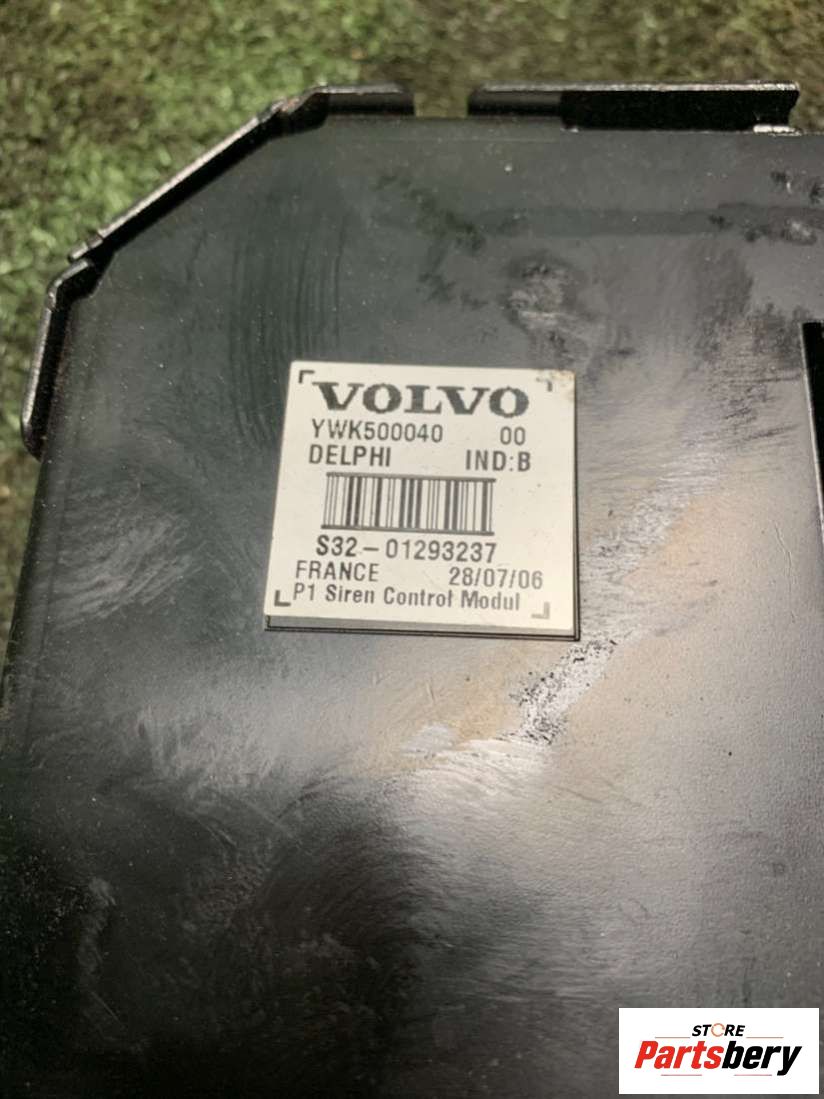 VOLVO
YWK500040 00
DELPHI IND:B
S32-01293237
FRANCE 28/07/06
P1 Siren Control Modul
STORE
Partsbery